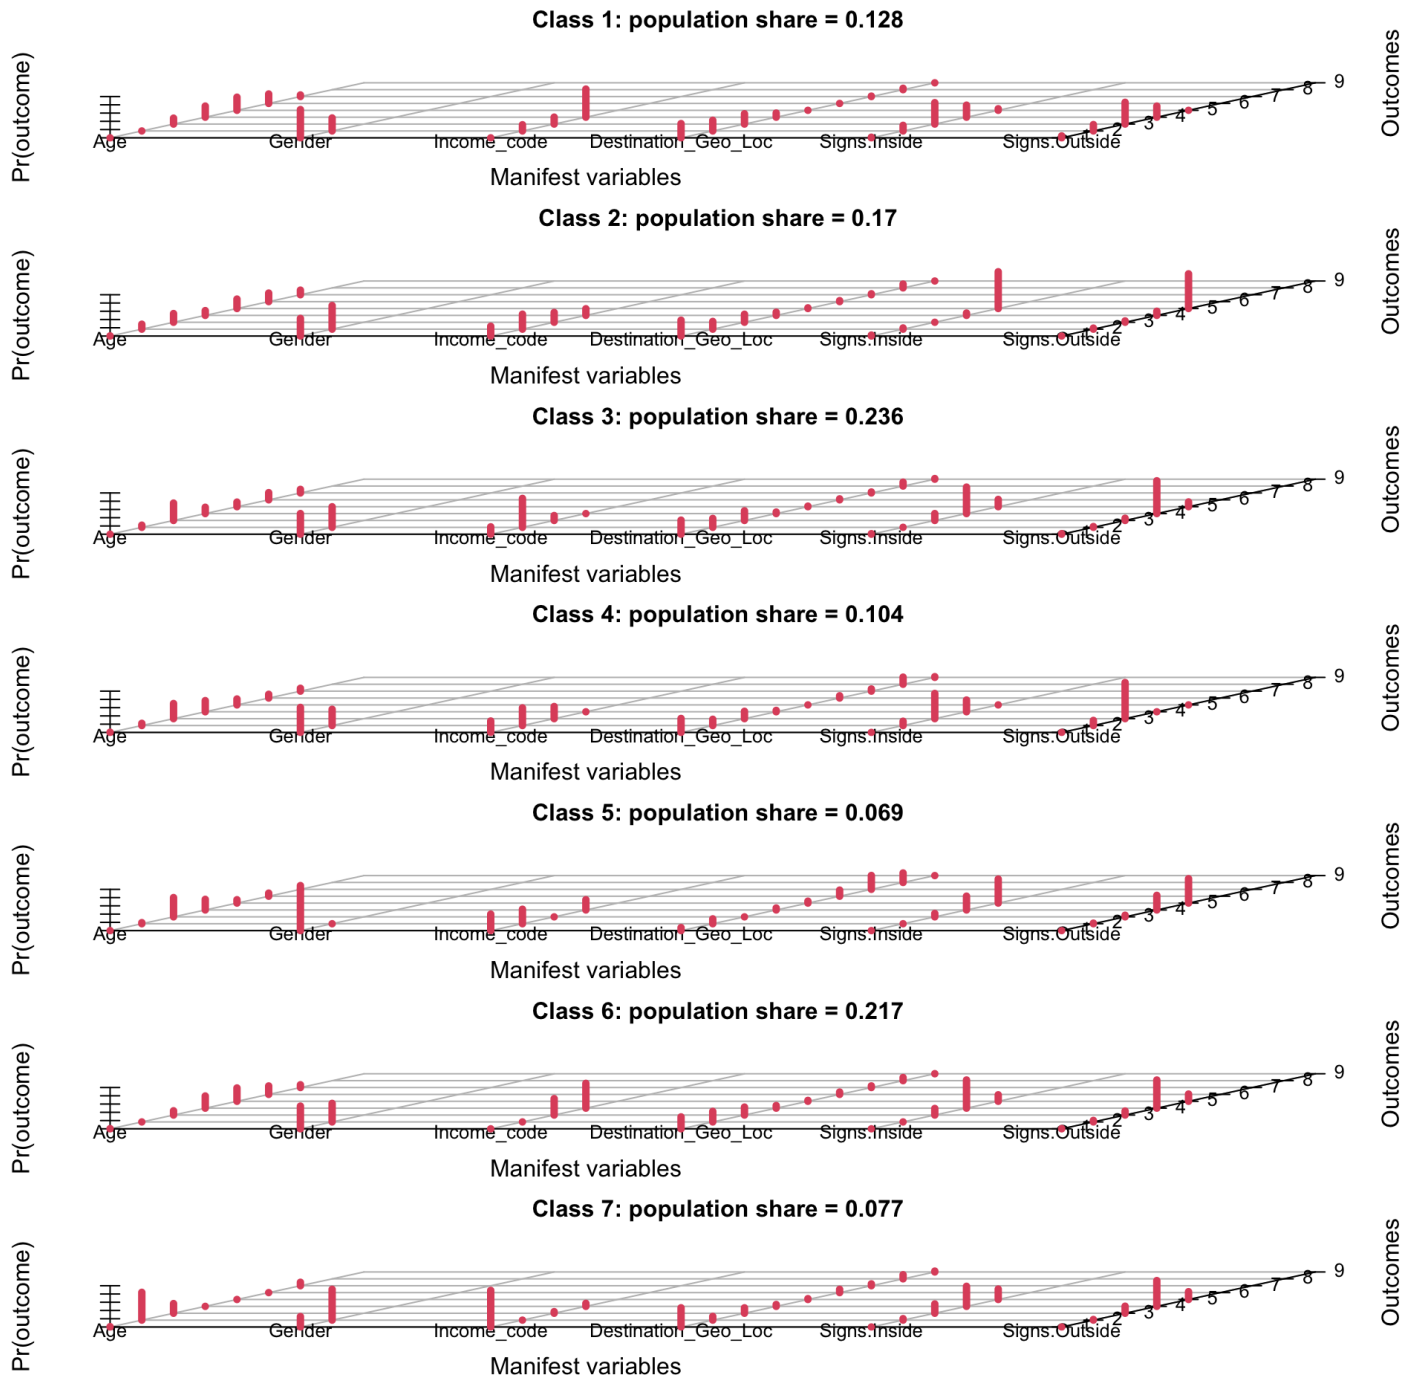 Class 1: population share = 0.128
Pr(outcome)
Outcomes
1 2 3 4 5 6 7 8 9
Age Gender Income_code Destination_Geo_Loc Signs.Inside Signs.Outside
Manifest variables
Class 2: population share = 0.17
Pr(outcome)
Outcomes
1 2 3 4 5 6 7 8 9
Age Gender Income_code Destination_Geo_Loc Signs.Inside Signs.Outside
Manifest variables
Class 3: population share = 0.236
Pr(outcome)
Outcomes
1 2 3 4 5 6 7 8 9
Age Gender Income_code Destination_Geo_Loc Signs.Inside Signs.Outside
Manifest variables
Class 4: population share = 0.104
Pr(outcome)
Outcomes
1 2 3 4 5 6 7 8 9
Age Gender Income_code Destination_Geo_Loc Signs.Inside Signs.Outside
Manifest variables
Class 5: population share = 0.069
Pr(outcome)
Outcomes
1 2 3 4 5 6 7 8 9
Age Gender Income_code Destination_Geo_Loc Signs.Inside Signs.Outside
Manifest variables
Class 6: population share = 0.217
Pr(outcome)
Outcomes
1 2 3 4 5 6 7 8 9
Age Gender Income_code Destination_Geo_Loc Signs.Inside Signs.Outside
Manifest variables
Class 7: population share = 0.077
Pr(outcome)
Outcomes
1 2 3 4 5 6 7 8 9
Age Gender Income_code Destination_Geo_Loc Signs.Inside Signs.Outside
Manifest variables